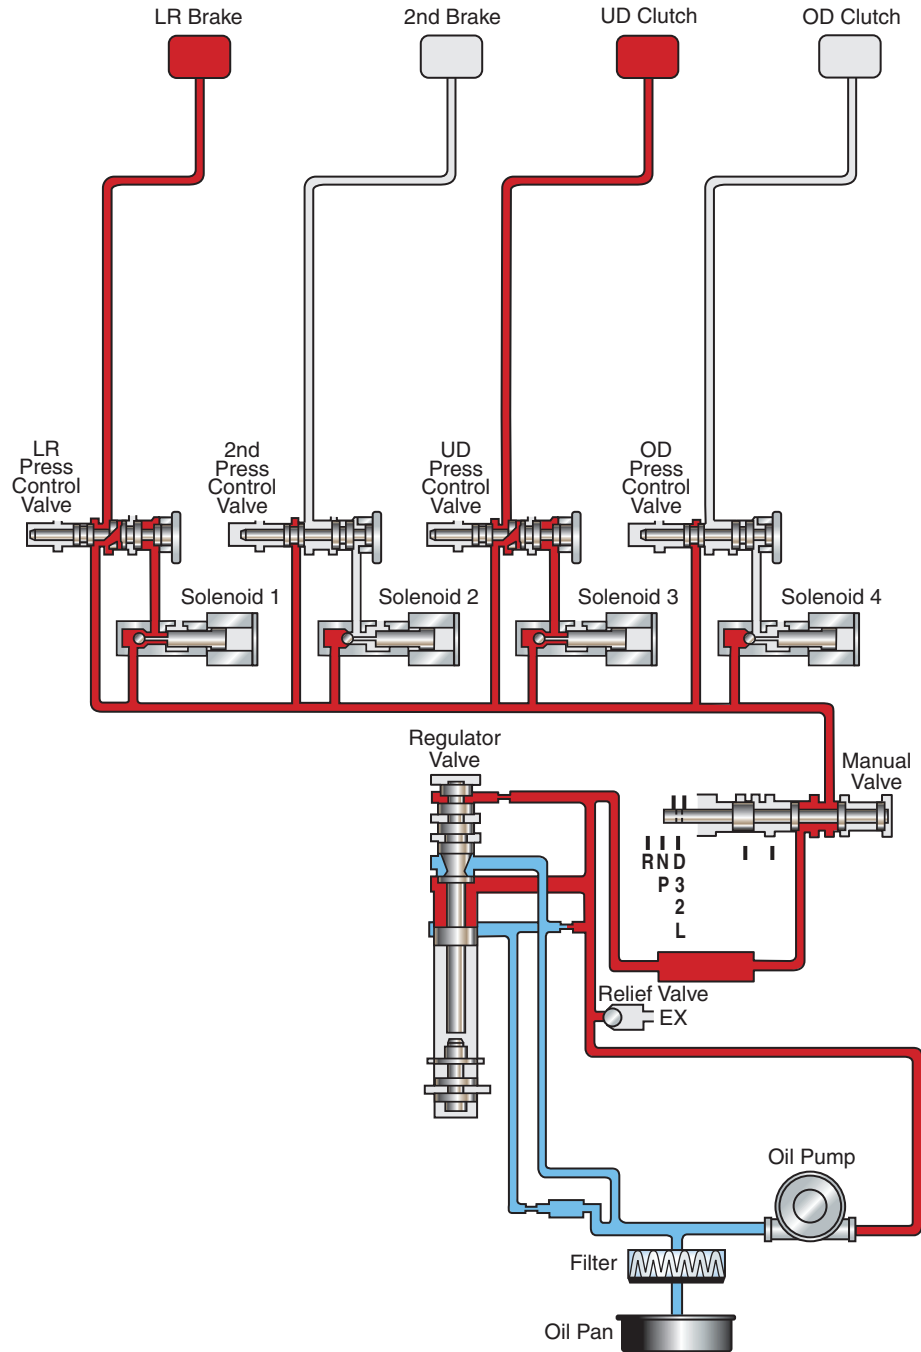 LR Brake
2nd Brake
UD Clutch
OD Clutch
LR
Press
Control
Valve
2nd
Press
Control
Valve
UD
Press
Control
Valve
OD
Press
Control
Valve
Solenoid 1
Solenoid 2
Solenoid 3
Solenoid 4
Regulator
Valve
Manual
Valve
R N D
P 3
2
L
Relief Valve
EX
Oil Pump
Filter
Oil Pan